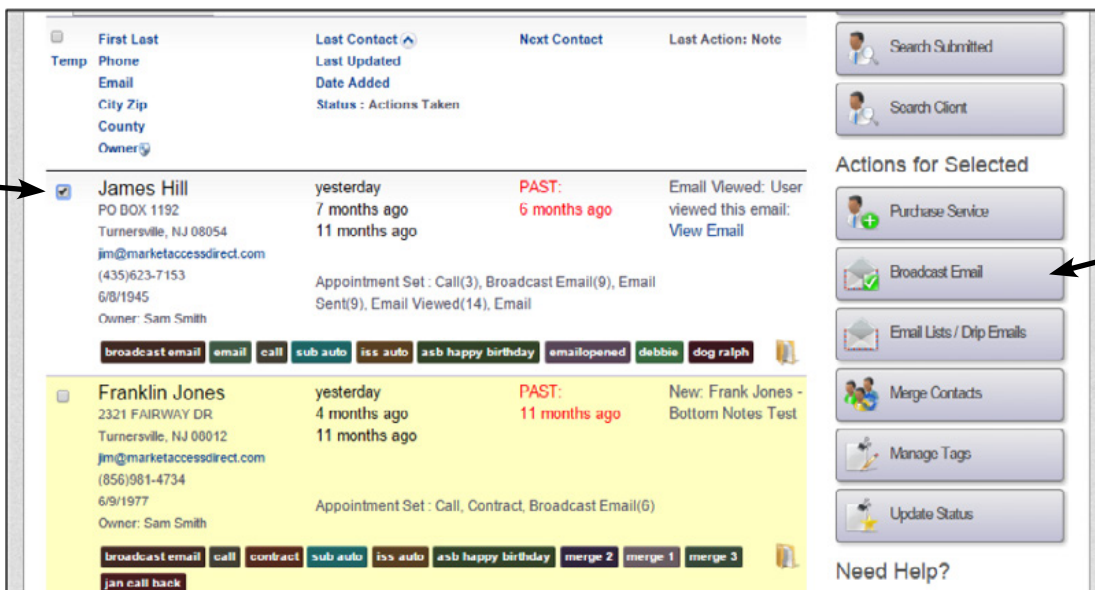 First Last
Last Contact
Next Contact
Last Action: Note
Temp
Phone
Last Updated
Email
Date Added
City Zip
Status : Actions Taken
County
Owner
James Hill
PO BOX 1192
Turnersville, NJ 08054
jim@marketaccessdirect.com
(435)623-7153
6/8/1945
Owner: Sam Smith
yesterday
7 months ago
11 months ago
PAST:
6 months ago
Email Viewed: User
viewed this email:
View Email
Appointment Set : Call(3), Broadcast Email(9), Email
Sent(9), Email Viewed(14), Email
broadcast email email call sub auto iss auto asb happy birthday emailopened debbie dog ralph
Franklin Jones
2321 FAIRWAY DR
Turnersville, NJ 08012
jim@marketaccessdirect.com
(856)981-4734
6/9/1977
Owner: Sam Smith
yesterday
4 months ago
11 months ago
PAST:
11 months ago
New: Frank Jones -
Bottom Notes Test
Appointment Set : Call, Contract, Broadcast Email(6)
broadcast email call contract sub auto iss auto asb happy birthday merge 2 merge 1 merge 3
jan call back
Search Submitted
Search Client
Actions for Selected
Purchase Service
Broadcast Email
Email Lists / Drip Emails
Merge Contacts
Manage Tags
Update Status
Need Help?